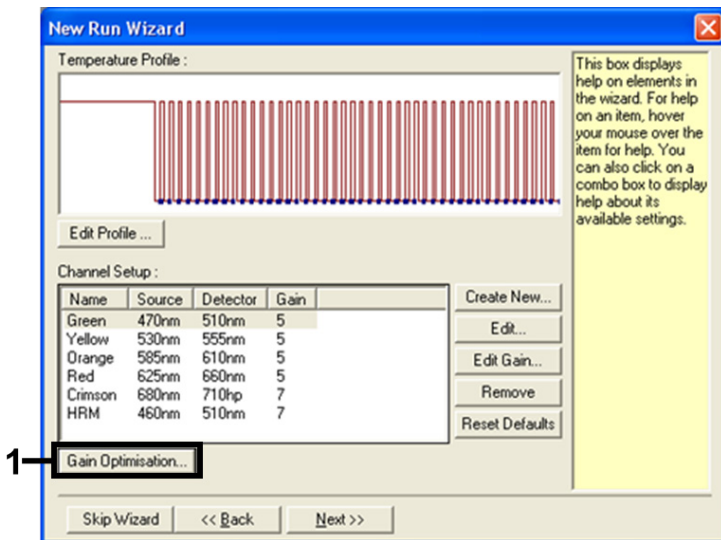 New Run Wizard
Temperature Profile :
Edit Profile ...
Channel Setup :
Name Source Detector Gain
Green 470nm 510nm 5
Yellow 530nm 555nm 5
Orange 585nm 610nm 5
Red 625nm 660nm 5
Crimson 680nm 710hp 7
HRM 460nm 510nm 7
Create New...
Edit...
Edit Gain...
Remove
Reset Defaults
1
Gain Optimisation...
Skip Wizard
<< Back
Next >>
This box displays
help on elements in
the wizard. For help
on an item, hover
your mouse over the
item for help. You
can also click on a
combo box to display
help about its
available settings.